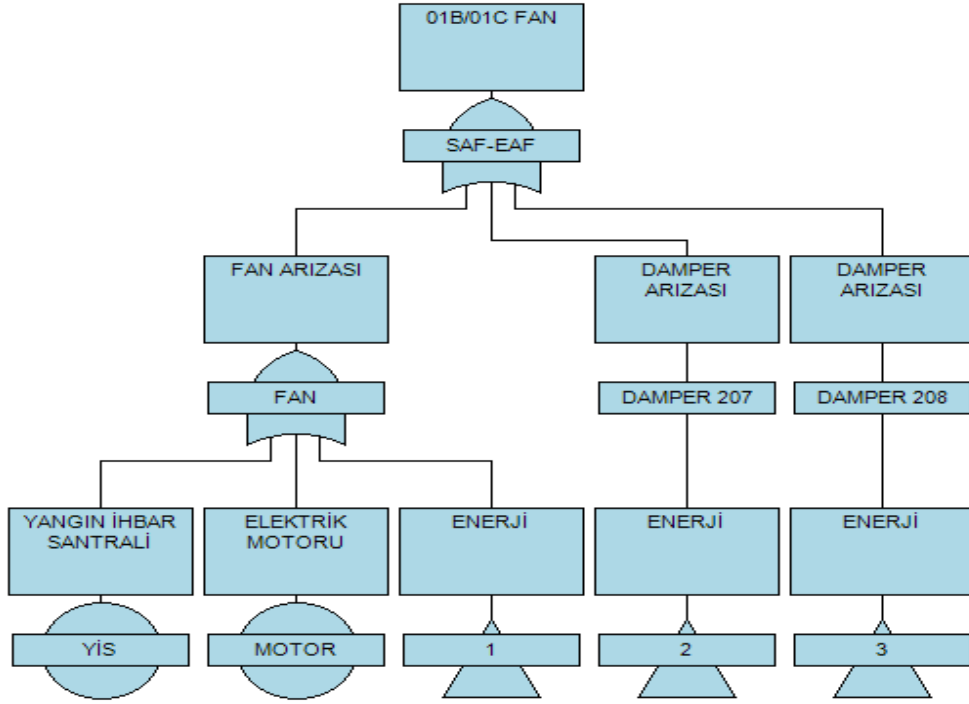 01B/01C FAN
SAF-EAF
FAN ARIZASI
DAMPER
ARIZASI
DAMPER
ARIZASI
FAN
DAMPER 207
DAMPER 208
YANGIN İHBAR
SANTRALİ
ELEKTRİK
MOTORU
ENERJİ
ENERJİ
ENERJİ
YİS
MOTOR
1
2
3